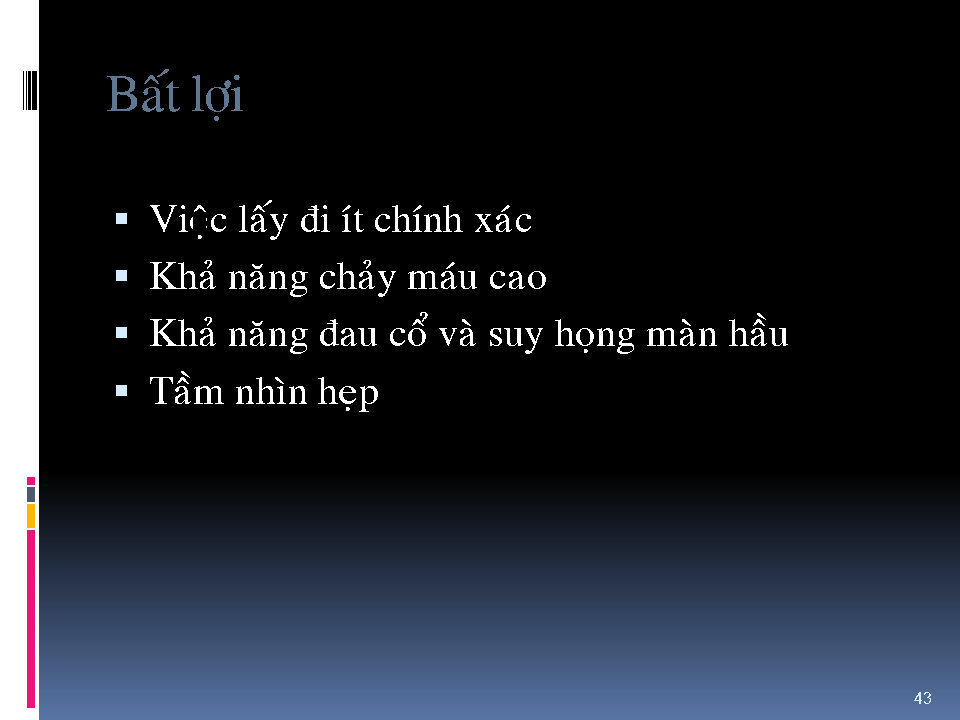 Bất lợi
Việc lấy đi ít chính xác
Khả năng chảy máu cao
Khả năng đau cổ và suy họng màn hầu
Tầm nhìn hẹp
43